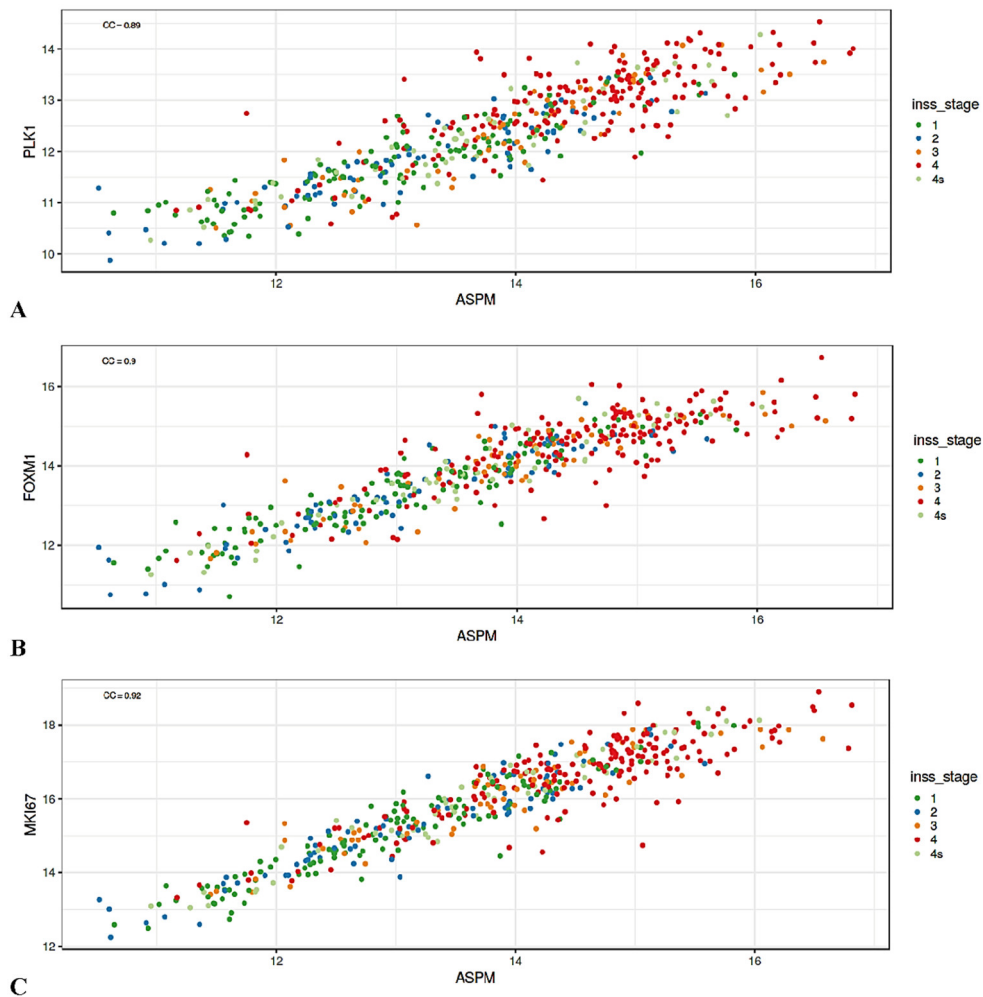 CC = 0.89
14
13
12
11
10
PLK1
12
14
16
ASPM
inss_stage
1
2
3
4
4s
A
CC = 0.9
16
14
12
FOXM1
12
14
16
ASPM
inss_stage
1
2
3
4
4s
B
CC = 0.92
18
16
14
12
MKI67
12
14
16
ASPM
inss_stage
1
2
3
4
4s
C